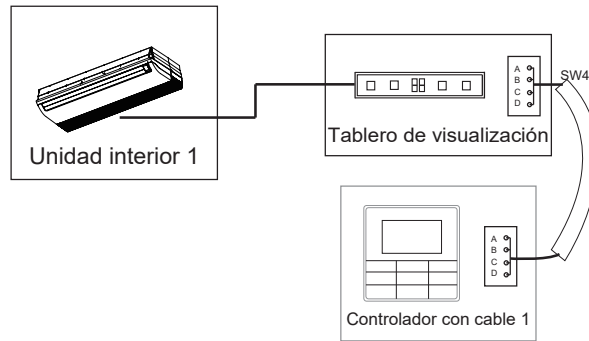 Unidad interior 1
A
B
C
D
SW4
Tablero de visualización
A
B
C
D
Controlador con cable 1